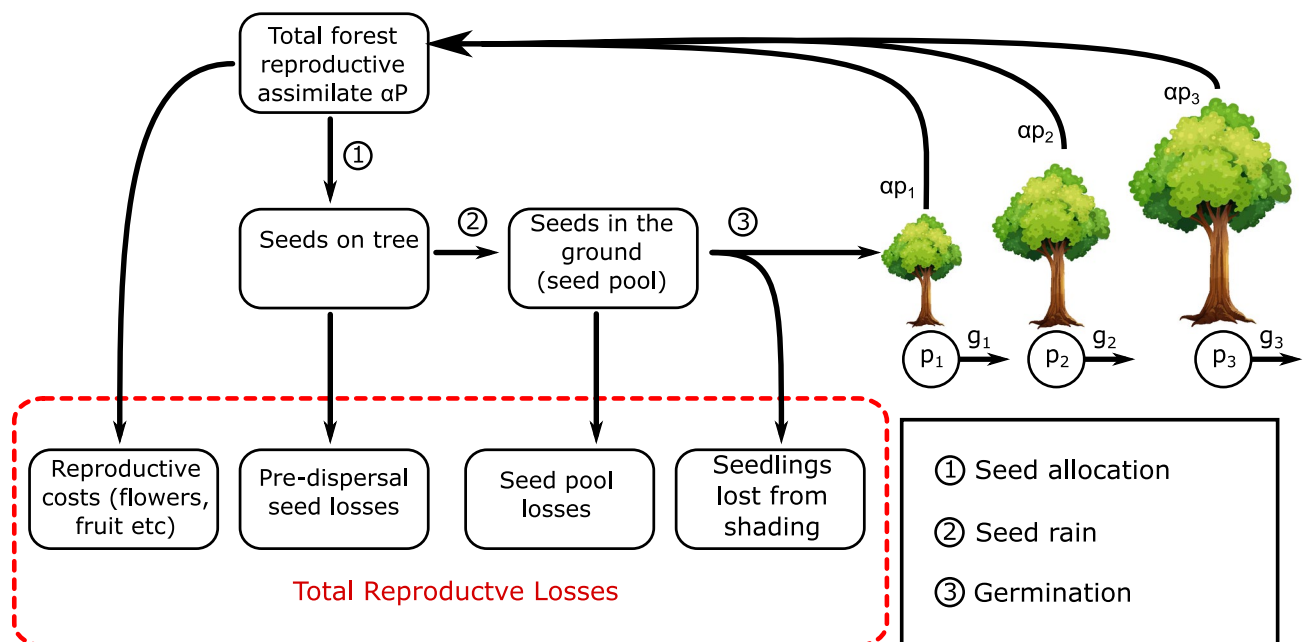 Total forest
reproductive
assimilate αP
αp₁
αp₂
αp₃
①
Seeds on tree
②
Seeds in the
ground
(seed pool)
③
p₁
g₁
p₂
g₂
p₃
g₃
Reproductive
costs (flowers,
fruit etc)
Pre-dispersal
seed losses
Seed pool
losses
Seedlings
lost from
shading
Total Reproductve Losses
① Seed allocation
② Seed rain
③ Germination